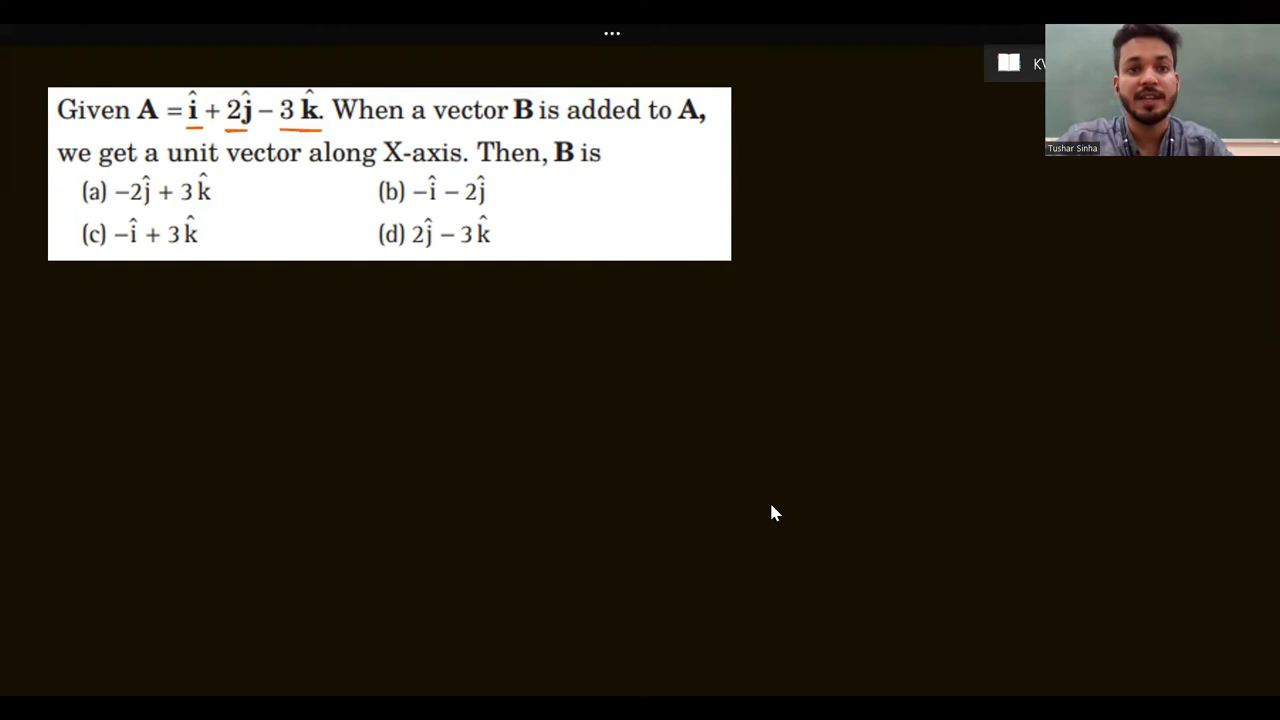 ...
KV
Given A = î + 2ĵ − 3 k̂. When a vector B is added to A,
we get a unit vector along X-axis. Then, B is
(a) −2ĵ + 3 k̂ (b) −î − 2ĵ
(c) −î + 3 k̂ (d) 2ĵ − 3 k̂
Tushar Sinha